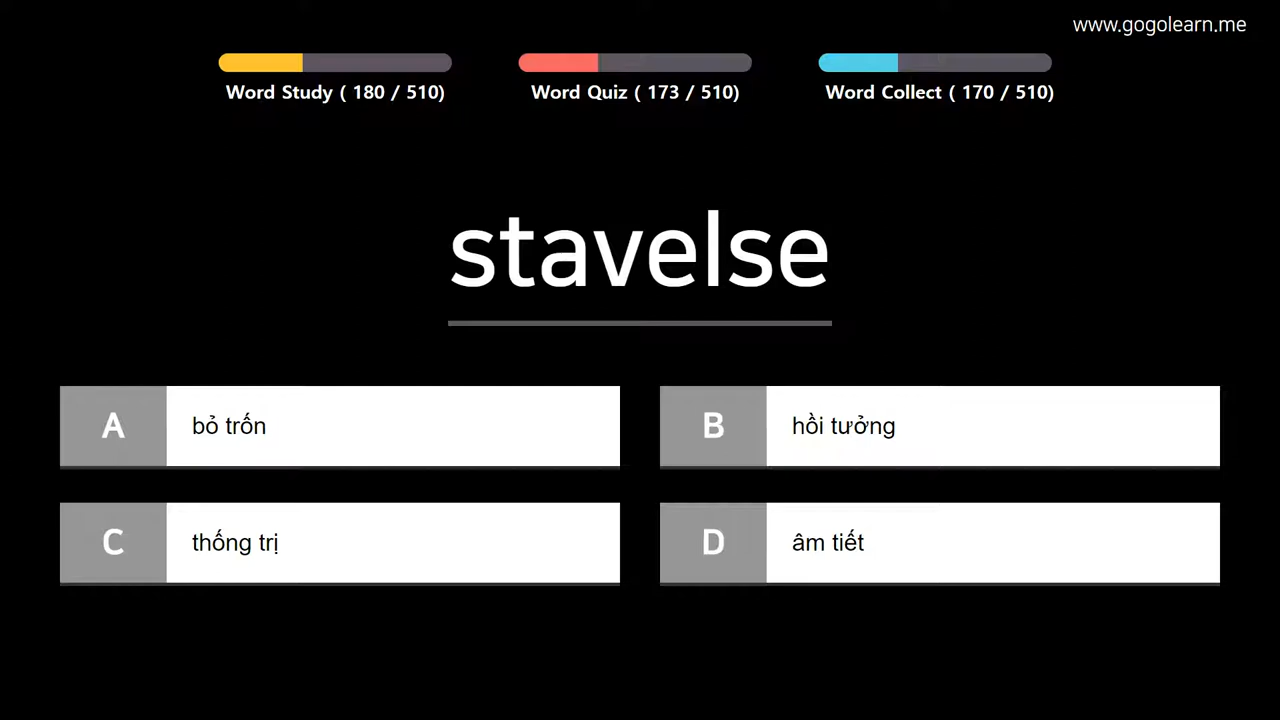 www.gogolearn.me
Word Study ( 180 / 510)
Word Quiz ( 173 / 510)
Word Collect ( 170 / 510)
stavelse
A
bỏ trốn
B
hồi tưởng
C
thống trị
D
âm tiết